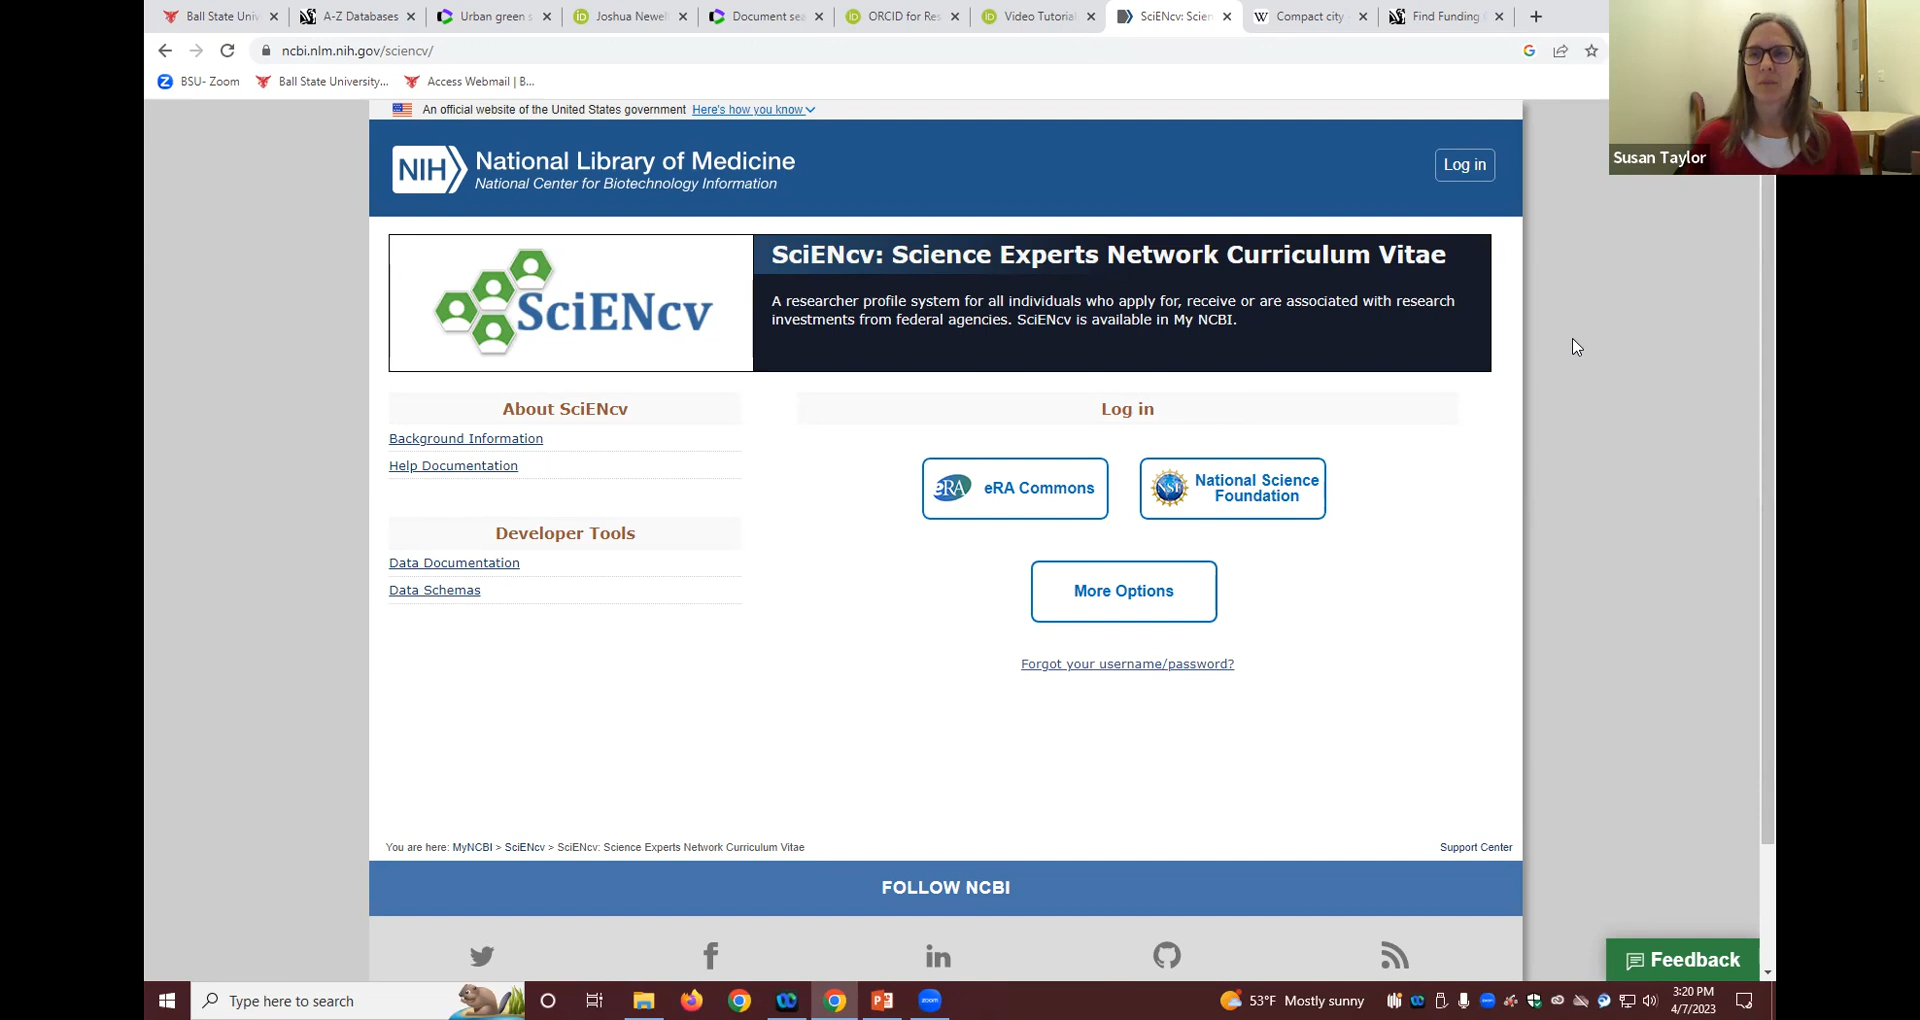 Ball State Univ
A-Z Databases
Urban green s
Joshua Newell
Document sea
ORCID for Res
Video Tutorial
SciENcv: Scien
Compact city
Find Funding
ncbi.nlm.nih.gov/sciencv/
BSU- Zoom
Ball State University...
Access Webmail | B...
Susan Taylor
An official website of the United States government Here's how you know
NIH National Library of Medicine
National Center for Biotechnology Information
Log in
SciENcv
SciENcv: Science Experts Network Curriculum Vitae
A researcher profile system for all individuals who apply for, receive or are associated with research
investments from federal agencies. SciENcv is available in My NCBI.
About SciENcv
Background Information
Help Documentation
Developer Tools
Data Documentation
Data Schemas
Log in
eRA eRA Commons
NSF National Science
Foundation
More Options
Forgot your username/password?
You are here: MyNCBI > SciENcv > SciENcv: Science Experts Network Curriculum Vitae
Support Center
FOLLOW NCBI
Feedback
Type here to search
zoom
53°F Mostly sunny
3:20 PM
4/7/2023